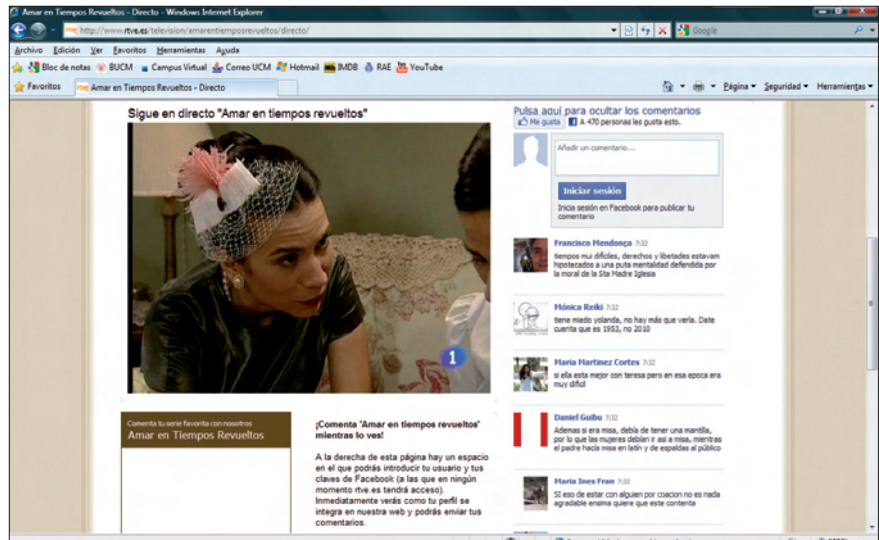 Amar en Tiempos Revueltos - Directo - Windows Internet Explorer
rtve http://www.rtve.es/television/amarentiemposrevueltos/directo/
Google
Archivo Edición Ver Favoritos Herramientas Ayuda
Bloc de notas BUCM Campus Virtual Correo UCM Hotmail IMDB RAE YouTube
Favoritos
rtve Amar en Tiempos Revueltos - Directo
Página Seguridad Herramientas
Sigue en directo "Amar en tiempos revueltos"
1
Comenta tu serie favorita con nosotros
Amar en Tiempos Revueltos
¡Comenta 'Amar en tiempos revueltos'
mientras lo ves!
A la derecha de esta página hay un espacio
en el que podrás introducir tu usuario y tus
claves de Facebook (a las que en ningún
momento rtve.es tendrá acceso).
Inmediatamente verás como tu perfil se
integra en nuestra web y podrás enviar tus
comentarios.
Pulsa aquí para ocultar los comentarios
Me gusta A 470 personas les gusta esto.
Añadir un comentario...
Iniciar sesión
Inicia sesión en Facebook para publicar tu
comentario
Francisco Mendonça 7:32
tiempos mui dificiles, derechos y libetades estavam
hipotecados a una puta mentalidad defendida por
la moral de la Sta Madre Iglesia
Mónica Reiki 7:32
tiene miedo yolanda, no hay más que verla. Date
cuenta que es 1953, no 2010
Maria Martinez Cortes 7:32
si ella esta mejor con teresa pero en esa epoca era
muy dificil
Daniel Guibu 7:32
Ademas si era misa, debía de tener una mantilla,
por lo que las mujeres debían ir asi a misa, mientras
el padre hacía misa en latín y de espaldas al público
Maria Ines Fran 7:32
SI eso de estar con alguien por coacion no es nada
agradable ensima quiere que este contenta